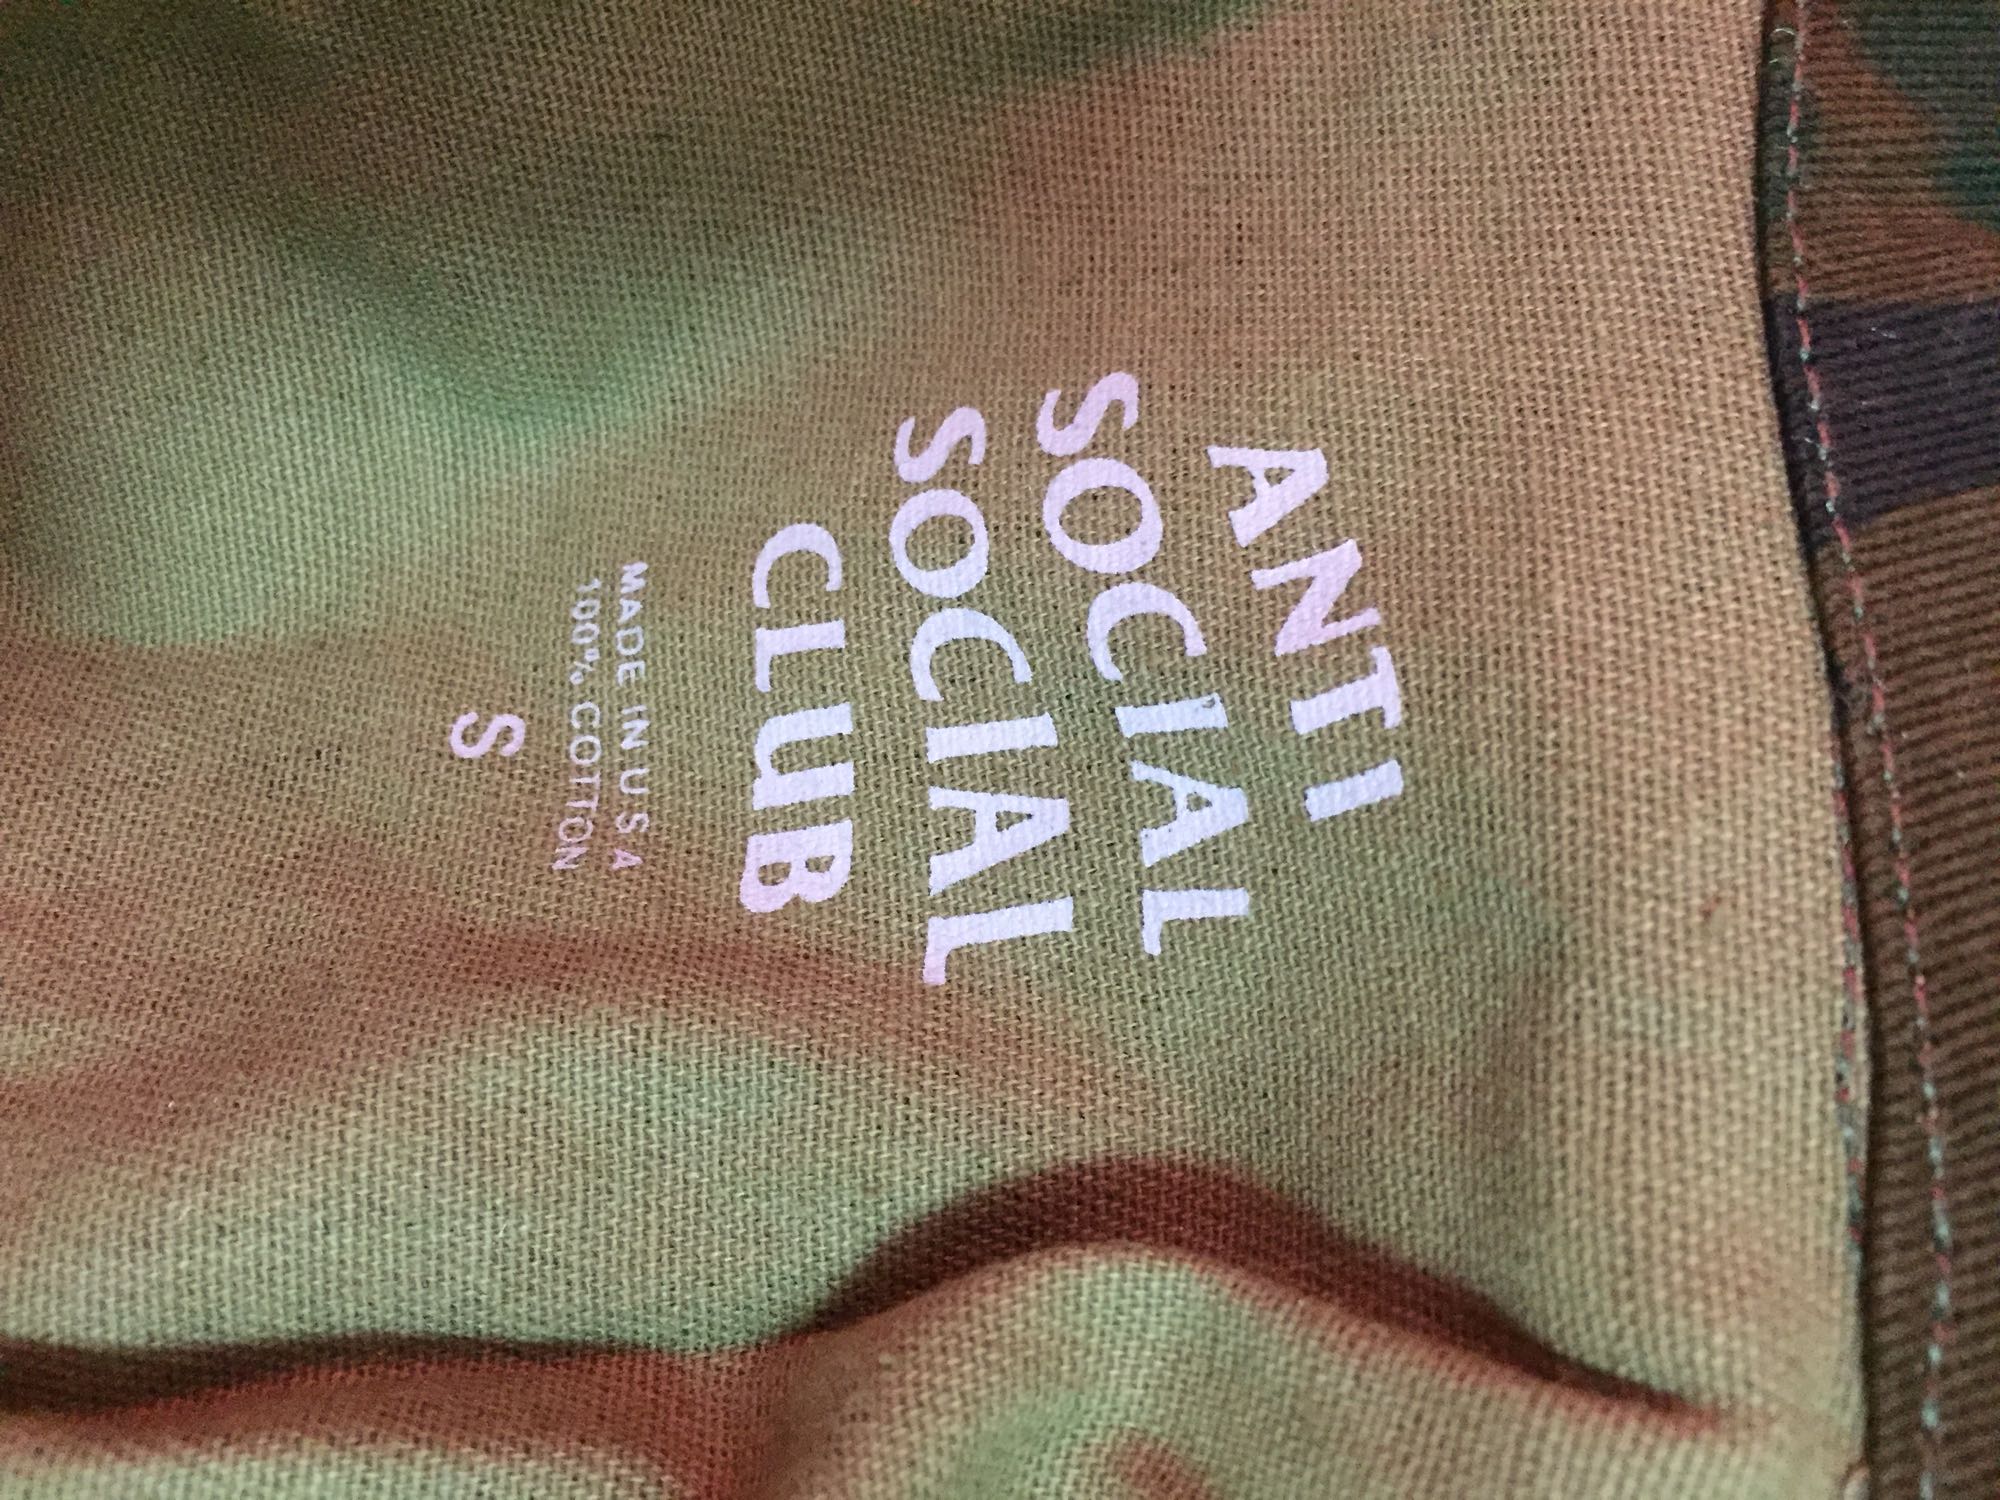 ANTI
SOCIAL
SOCIAL
CLUB
MADE IN USA
100% COTTON
S